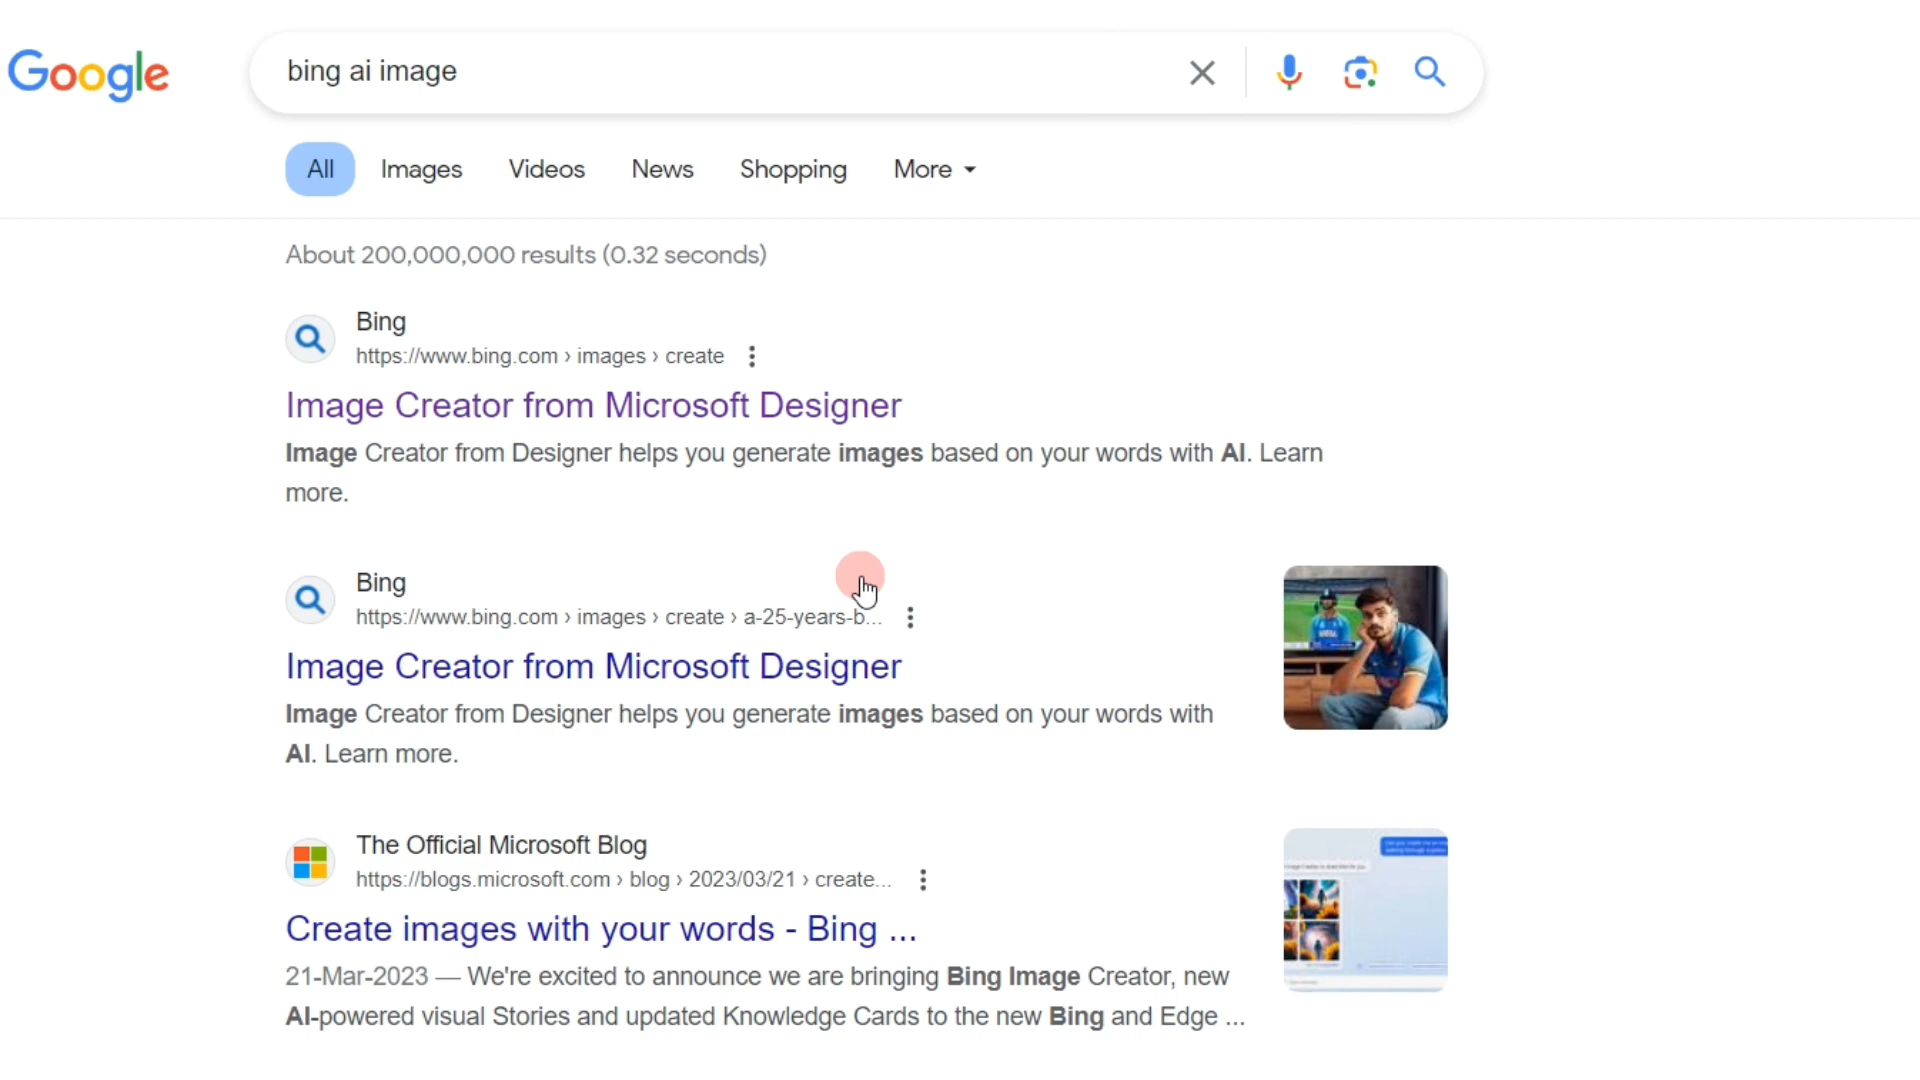 Google
bing ai image
All Images Videos News Shopping More
About 200,000,000 results (0.32 seconds)
Bing
https://www.bing.com › images › create
Image Creator from Microsoft Designer
Image Creator from Designer helps you generate images based on your words with AI. Learn
more.
Bing
https://www.bing.com › images › create › a-25-years-b...
Image Creator from Microsoft Designer
Image Creator from Designer helps you generate images based on your words with
AI. Learn more.
The Official Microsoft Blog
https://blogs.microsoft.com › blog › 2023/03/21 › create...
Create images with your words - Bing ...
21-Mar-2023 — We're excited to announce we are bringing Bing Image Creator, new
AI-powered visual Stories and updated Knowledge Cards to the new Bing and Edge ...